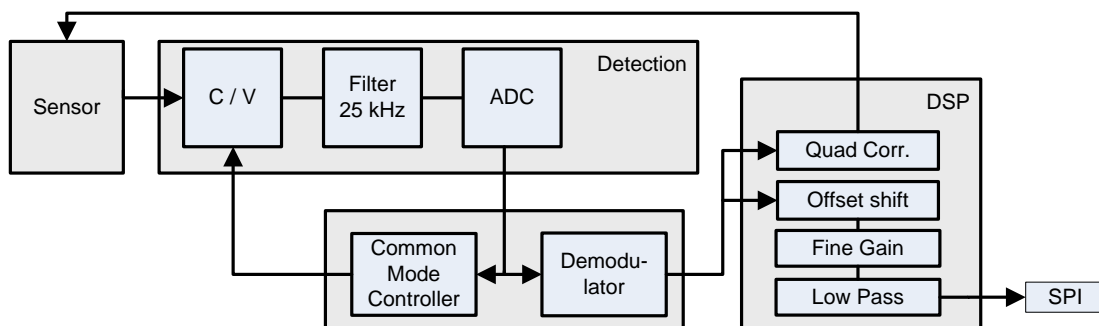 Sensor
Detection
C / V
Filter
25 kHz
ADC
Common
Mode
Controller
Demodu-
lator
DSP
Quad Corr.
Offset shift
Fine Gain
Low Pass
SPI